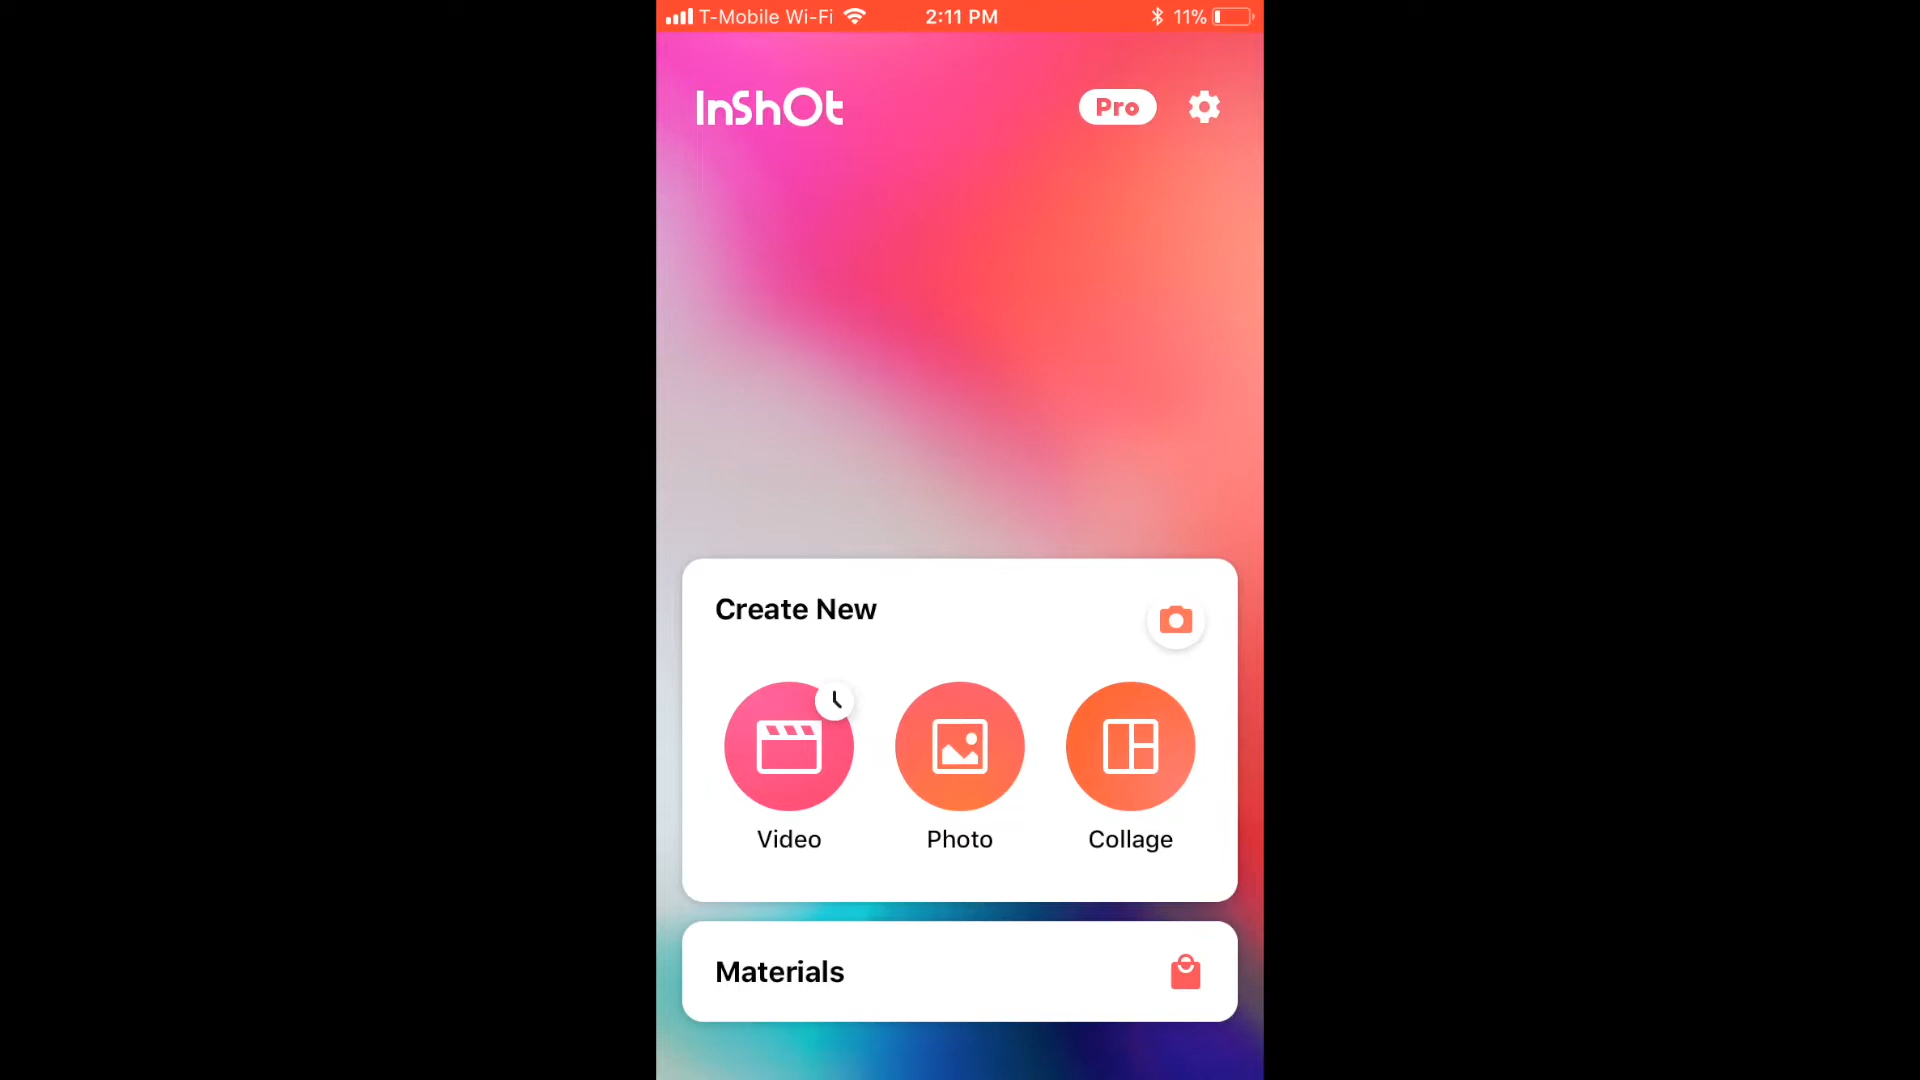 T-Mobile Wi-Fi 2:11 PM 11%
InShOt Pro
Create New
Video Photo Collage
Materials